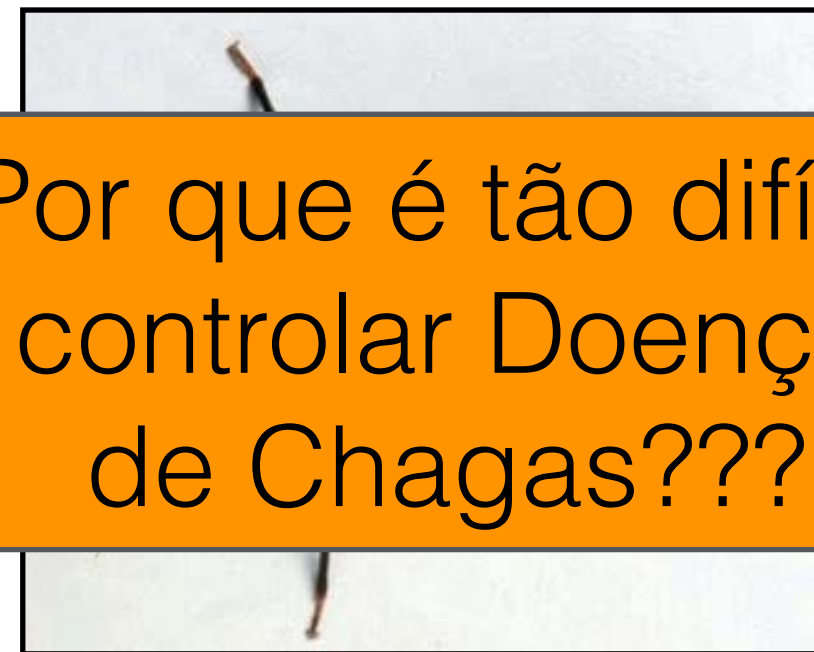 Por que é tão difí
controlar Doenç
de Chagas???